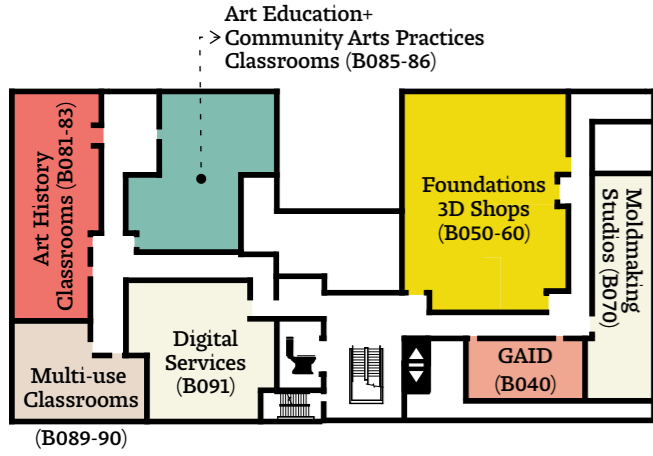 Art Education+
Community Arts Practices
Classrooms (B085-86)
Art History
Classrooms (B081-83)
Foundations
3D Shops
(B050-60)
Moldmaking
Studios (B070)
Digital
Services
(B091)
GAID
(B040)
Multi-use
Classrooms
(B089-90)